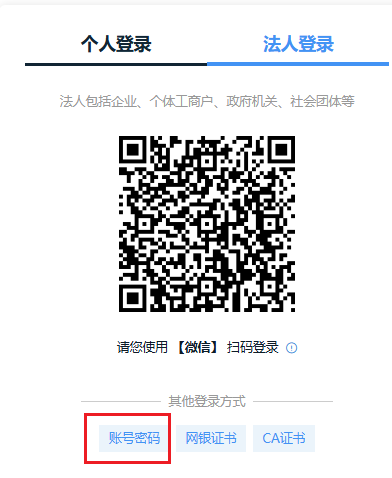 个人登录 法人登录
法人包括企业、个体工商户、政府机关、社会团体等
请您使用【微信】扫码登录
其他登录方式
账号密码 网银证书 CA证书